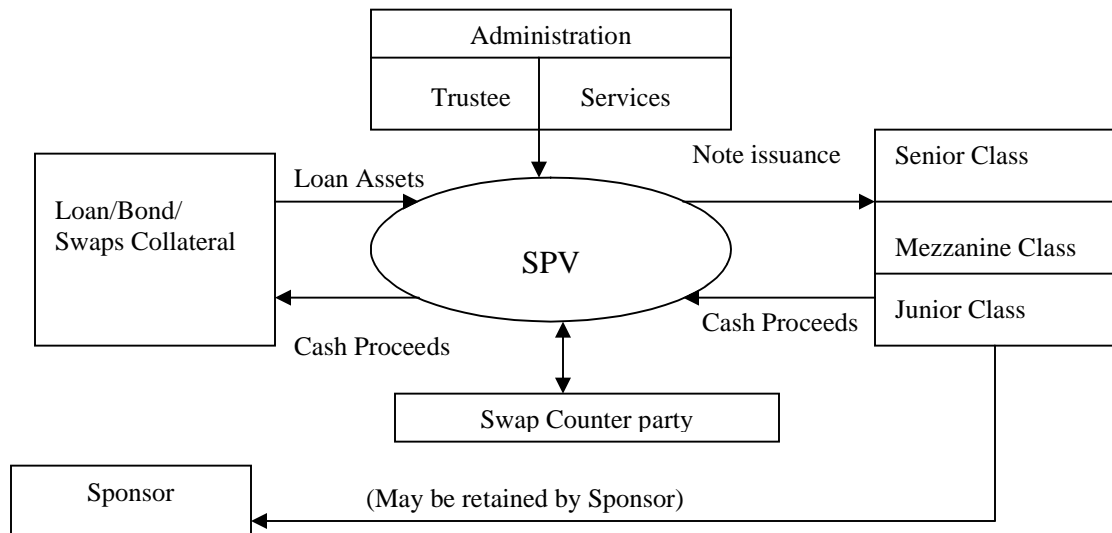 Administration
Trustee
Services
Note issuance
Senior Class
Loan Assets
Loan/Bond/
Swaps Collateral
SPV
Mezzanine Class
Junior Class
Cash Proceeds
Cash Proceeds
Swap Counter party
Sponsor
(May be retained by Sponsor)